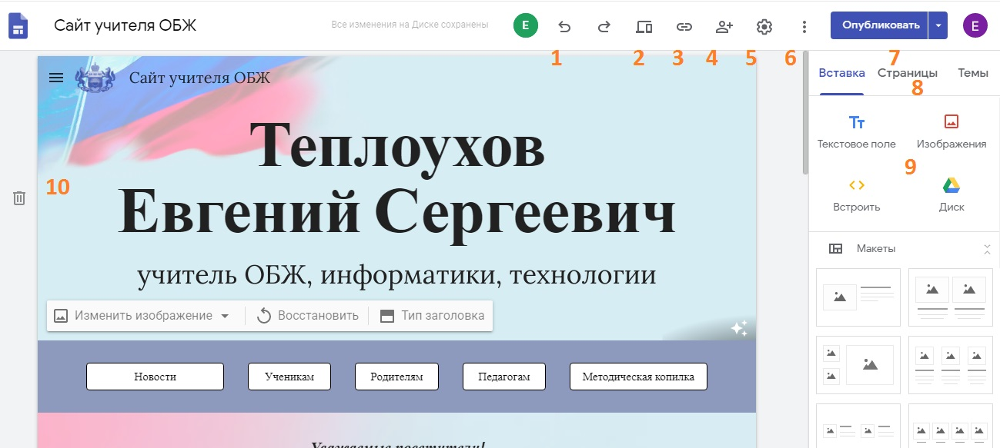 Сайт учителя ОБЖ
Все изменения на Диске сохранены
E
Опубликовать
E
1 2 3 4 5 6 7
Сайт учителя ОБЖ
Вставка Страницы Темы
8
Теплоухов
Евгений Сергеевич
учитель ОБЖ, информатики, технологии
10
Текстовое поле Изображения
9
Встроить Диск
Макеты
Изменить изображение Восстановить Тип заголовка
Новости Ученикам Родителям Педагогам Методическая копилка
Уважаемые посетители!